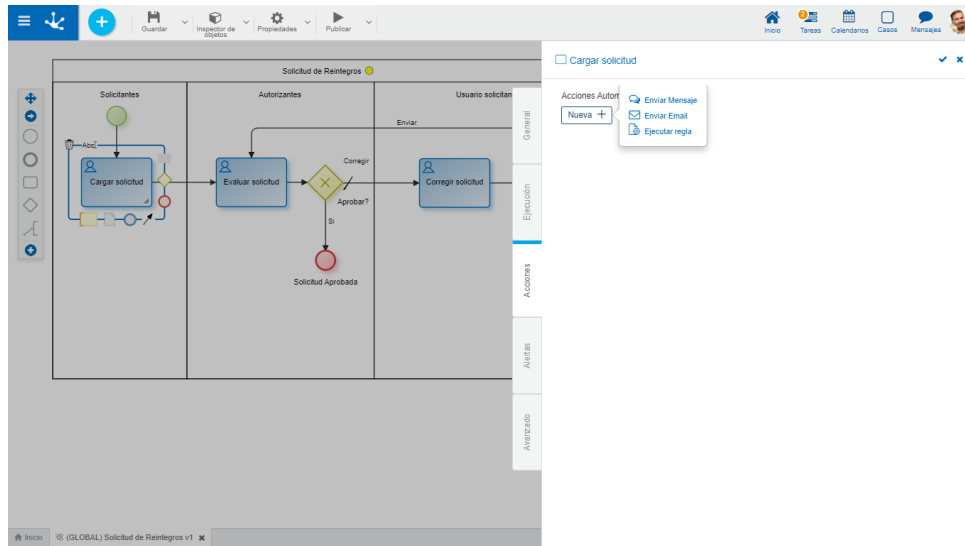 Guardar
Inspector de
objetos
Propiedades
Publicar
Inicio
2
Tareas
Calendarios
Casos
Mensajes
Solicitud de Reintegros
Solicitantes
Autorizantes
Usuario solicitan
Enviar
Abc
Cargar solicitud
Evaluar solicitud
Corregir
Aprobar?
Corregir solicitud
Si
Solicitud Aprobada
General
Ejecución
Acciones
Alertas
Avanzado
Cargar solicitud
Acciones Autom
Nueva
Enviar Mensaje
Enviar Email
Ejecutar regla
Inicio
(GLOBAL) Solicitud de Reintegros v1